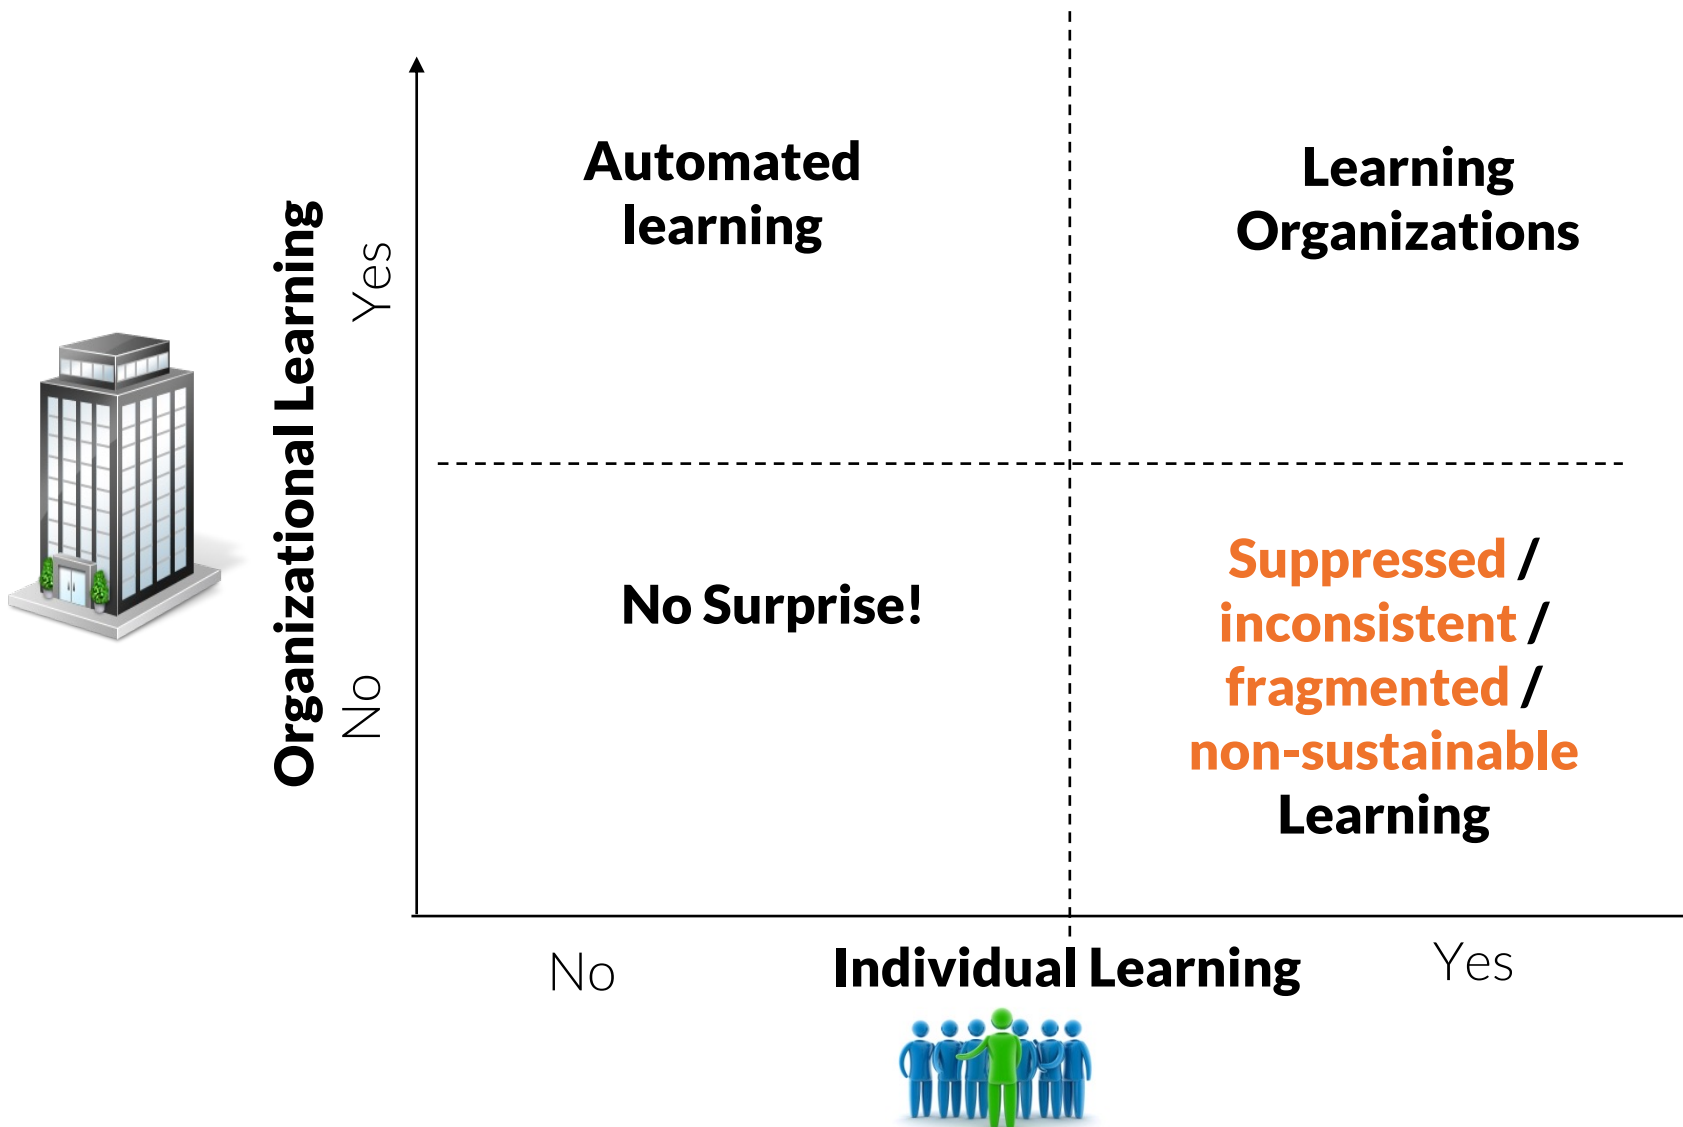 Automated
learning
Learning
Organizations
Organizational Learning
Yes
No
No Surprise!
Suppressed /
inconsistent /
fragmented /
non-sustainable
Learning
No
Individual Learning
Yes